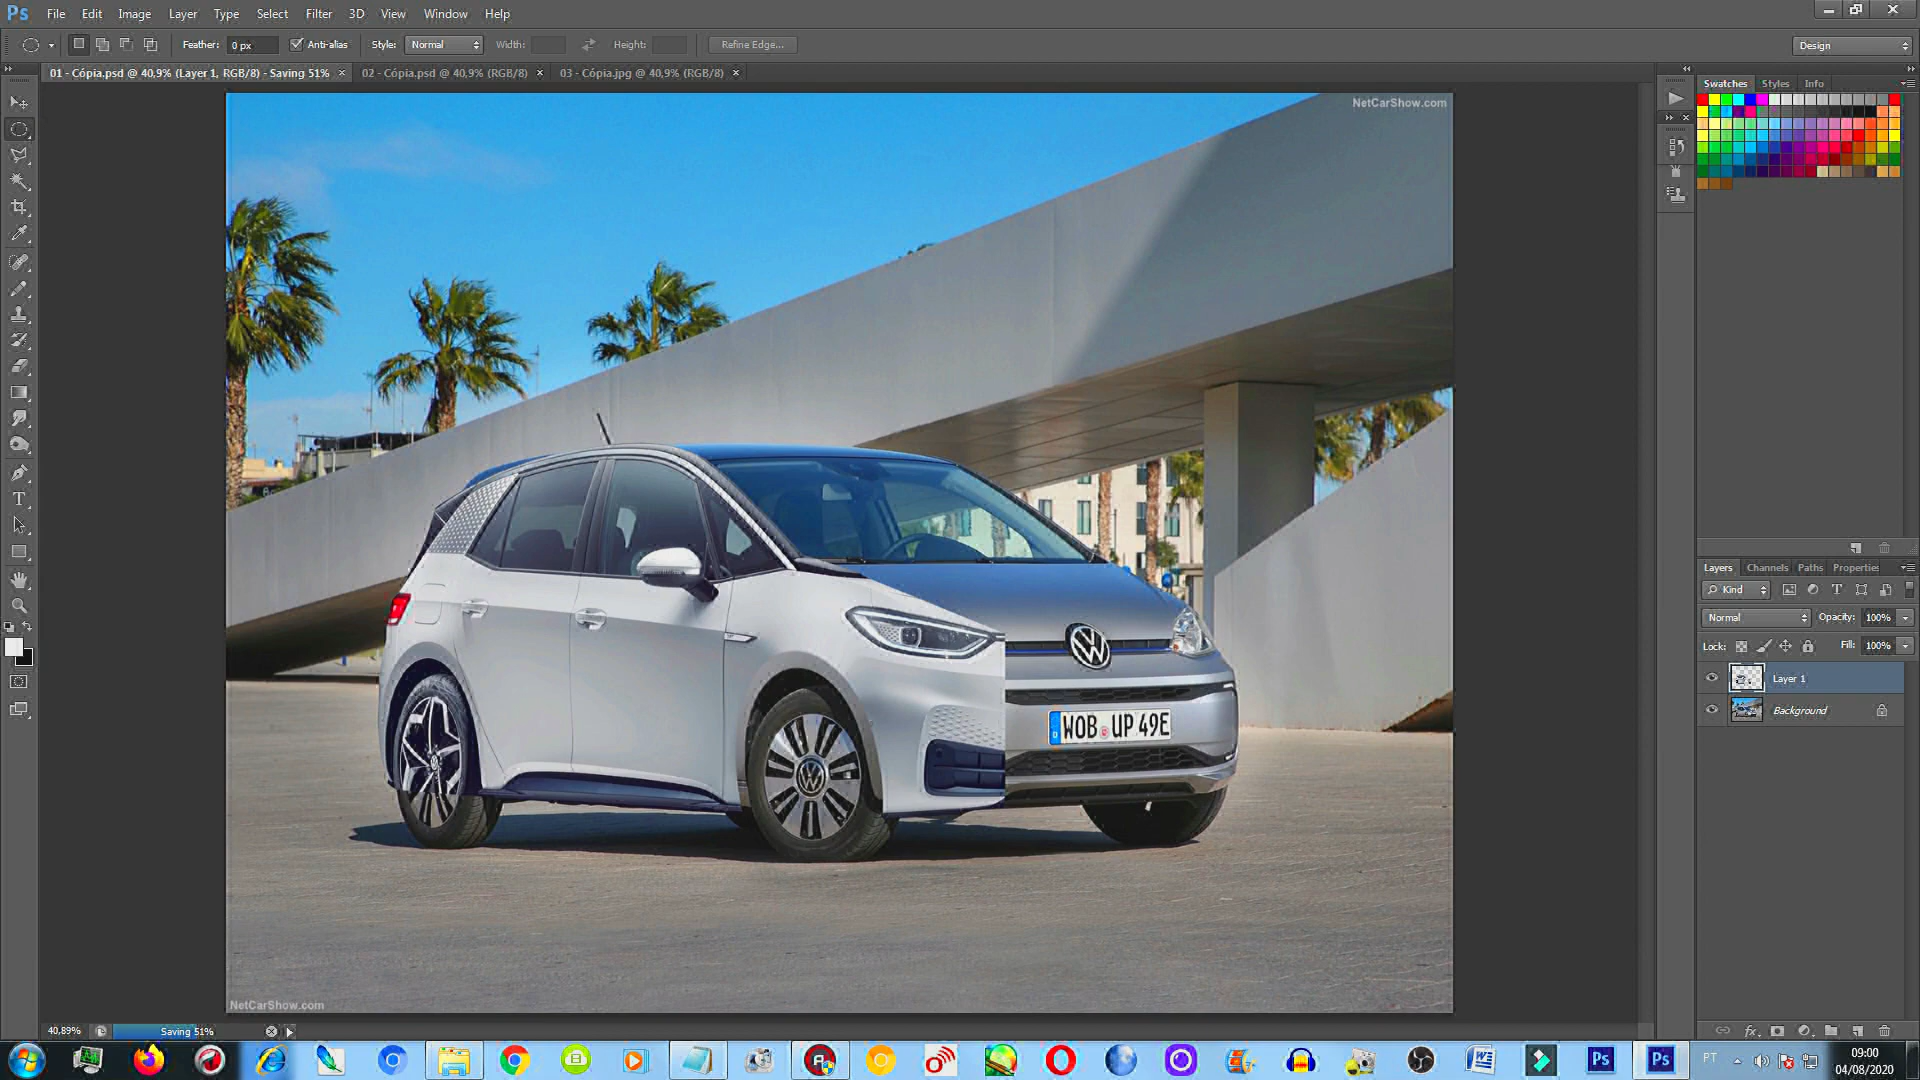 Ps File Edit Image Layer Type Select Filter 3D View Window Help
Feather: 0 px Anti-alias Style: Normal Width: Height: Refine Edge... Design
01 - Cópia.psd @ 40,9% (Layer 1, RGB/8) - Saving 51% × 02 - Cópia.psd @ 40,9% (RGB/8) × 03 - Cópia.jpg @ 40,9% (RGB/8) ×
Swatches Styles Info
NetCarShow.com
WOB UP 49E
NetCarShow.com
Layers Channels Paths Properties
Kind
Normal Opacity: 100%
Lock: Fill: 100%
Layer 1
Background
40,89% Saving 51%
PT 09:00
04/08/2020